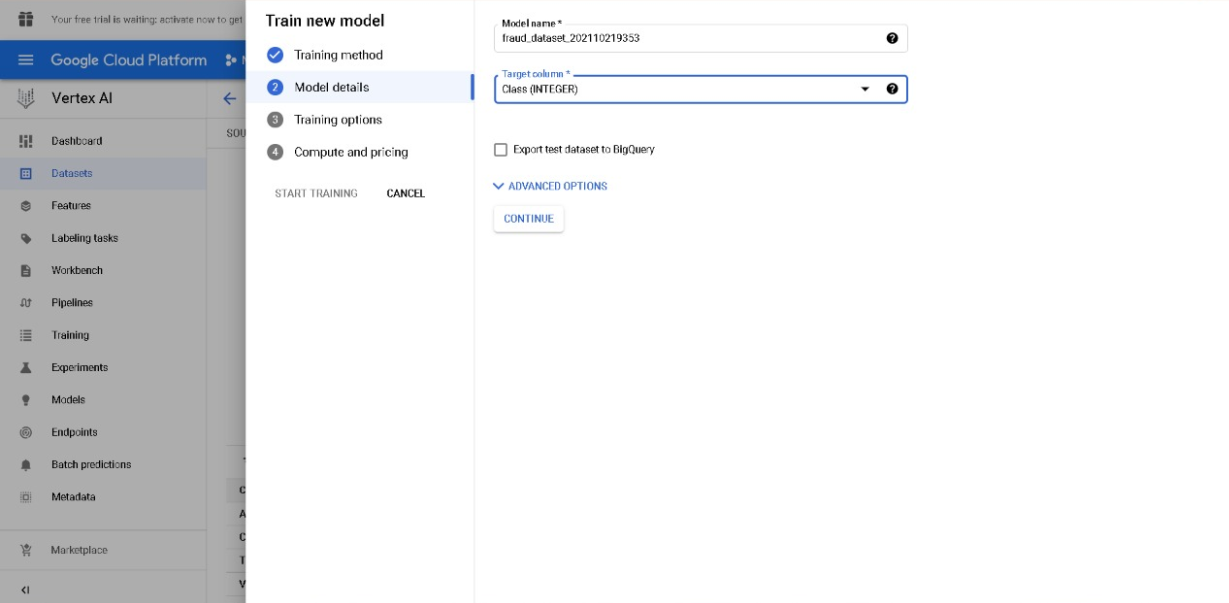 Your free trial is waiting: activate now to get
Google Cloud Platform
Vertex AI
SOU
Dashboard
Datasets
Features
Labeling tasks
Workbench
Pipelines
Training
Experiments
Models
Endpoints
Batch predictions
Metadata
Marketplace
Train new model
Training method
2 Model details
3 Training options
4 Compute and pricing
START TRAINING CANCEL
Model name *
fraud_dataset_202110219353
Target column *
Class (INTEGER)
Export test dataset to BigQuery
ADVANCED OPTIONS
CONTINUE